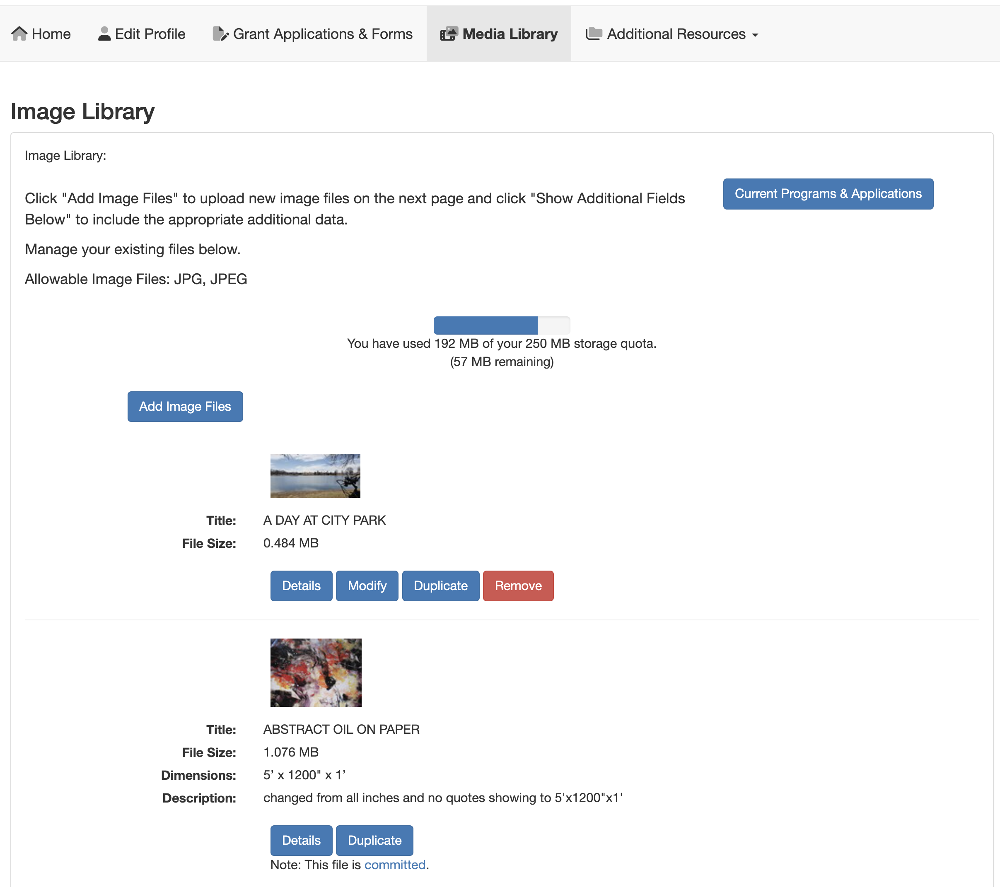 Home
Edit Profile
Grant Applications & Forms
Media Library
Additional Resources
Image Library
Image Library:
Current Programs & Applications
Click "Add Image Files" to upload new image files on the next page and click "Show Additional Fields
Below" to include the appropriate additional data.
Manage your existing files below.
Allowable Image Files: JPG, JPEG
You have used 192 MB of your 250 MB storage quota.
(57 MB remaining)
Add Image Files
Title: A DAY AT CITY PARK
File Size: 0.484 MB
Details Modify Duplicate Remove
Title: ABSTRACT OIL ON PAPER
File Size: 1.076 MB
Dimensions: 5’ x 1200" x 1’
Description: changed from all inches and no quotes showing to 5'x1200"x1'
Details Duplicate
Note: This file is committed.